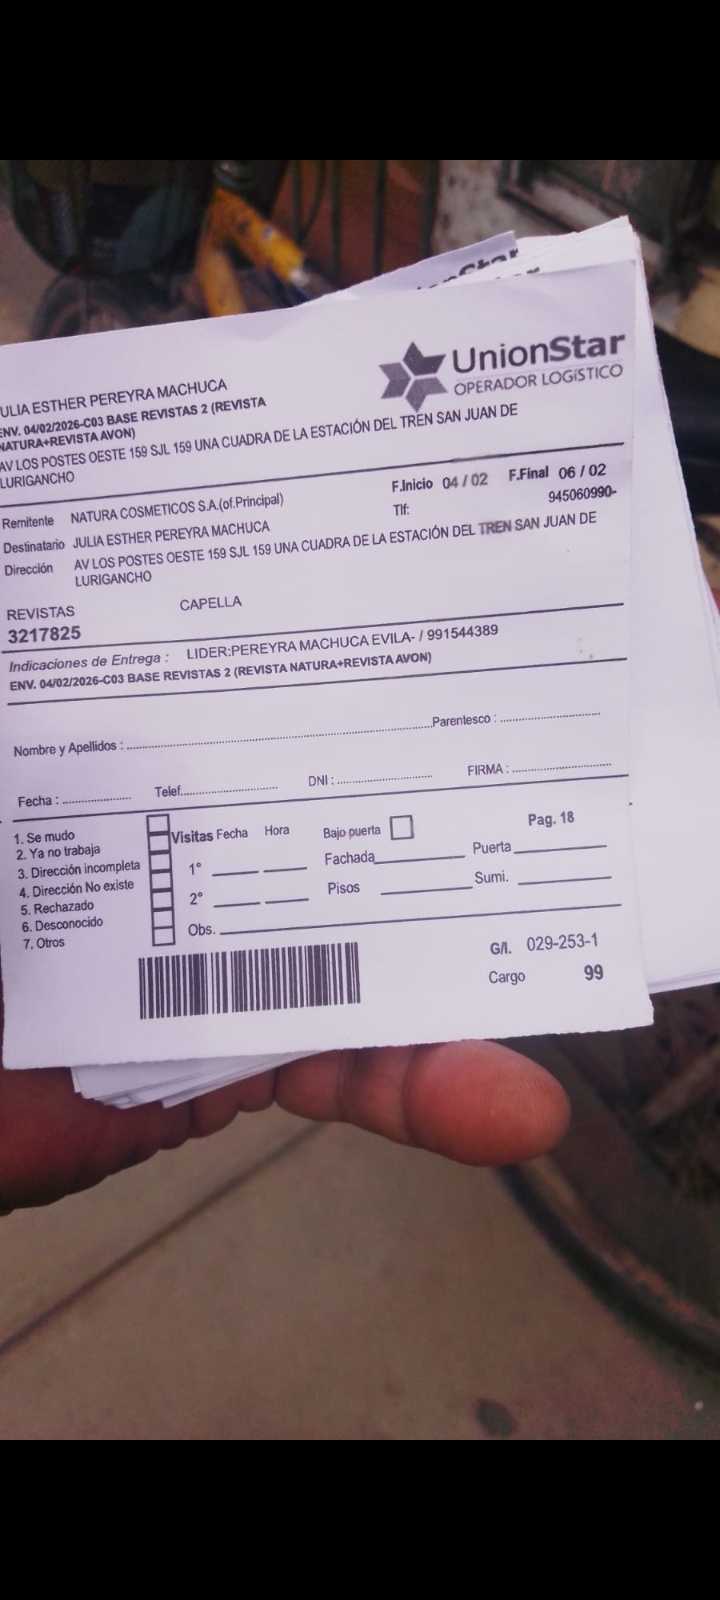 UnionStar
OPERADOR LOGíSTICO
ULIA ESTHER PEREYRA MACHUCA
ENV. 04/02/2026-C03 BASE REVISTAS 2 (REVISTA
NATURA+REVISTA AVON)
AV LOS POSTES OESTE 159 SJL 159 UNA CUADRA DE LA ESTACIÓN DEL TREN SAN JUAN DE
LURIGANCHO
F.Inicio 04 / 02 F.Final 06 / 02
Remitente NATURA COSMETICOS S.A.(of.Principal)
Tlf: 945060990-
Destinatario JULIA ESTHER PEREYRA MACHUCA
Dirección AV LOS POSTES OESTE 159 SJL 159 UNA CUADRA DE LA ESTACIÓN DEL TREN SAN JUAN DE
LURIGANCHO
REVISTAS CAPELLA
3217825
Indicaciones de Entrega : LIDER:PEREYRA MACHUCA EVILA- / 991544389
ENV. 04/02/2026-C03 BASE REVISTAS 2 (REVISTA NATURA+REVISTA AVON)
Nombre y Apellidos : Parentesco :
Fecha : Telef. DNI : FIRMA :
1. Se mudo
2. Ya no trabaja
3. Dirección incompleta
4. Dirección No existe
5. Rechazado
6. Desconocido
7. Otros
Visitas Fecha Hora Bajo puerta Pag. 18
1° Fachada Puerta
2° Pisos Sumi.
Obs.
G/I. 029-253-1
Cargo 99